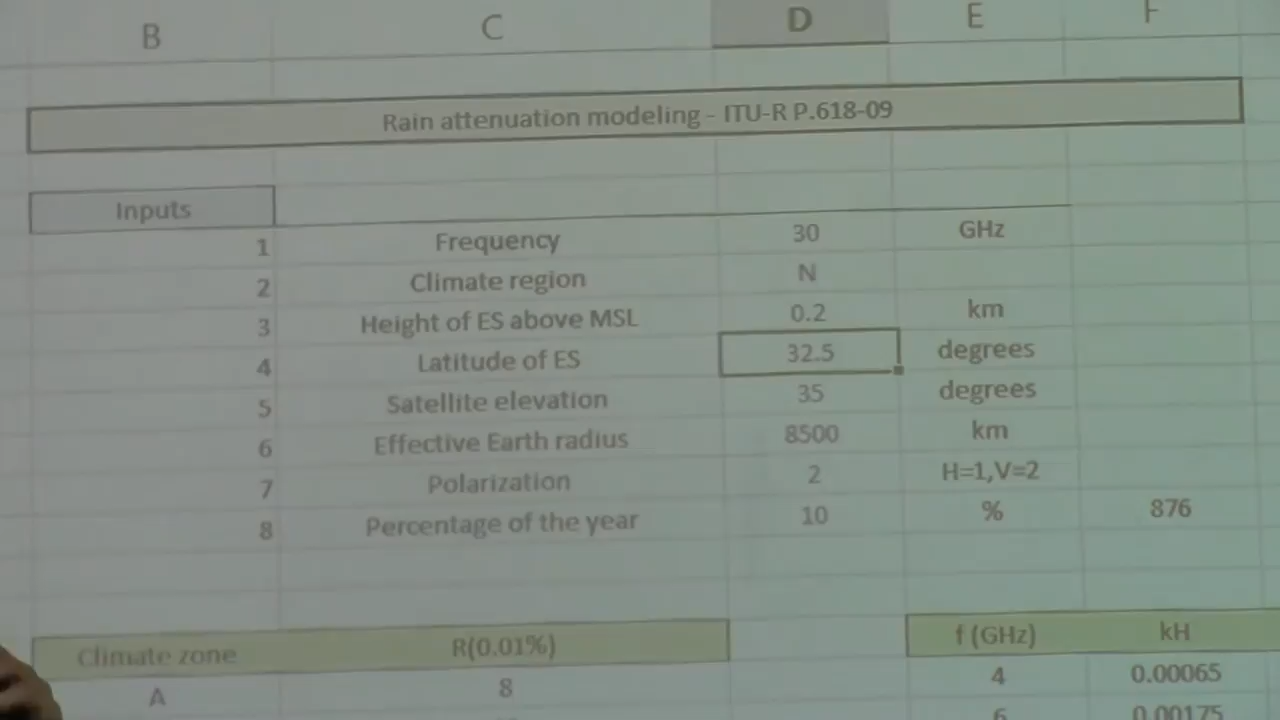 B C D E F
Rain attenuation modeling - ITU-R P.618-09
Inputs
1 Frequency 30 GHz
2 Climate region N
3 Height of ES above MSL 0.2 km
4 Latitude of ES 32.5 degrees
5 Satellite elevation 35 degrees
6 Effective Earth radius 8500 km
7 Polarization 2 H=1,V=2
8 Percentage of the year 10 % 876
Climate zone R(0.01%) f (GHz) kH
A 8 4 0.00065
6 0.00175